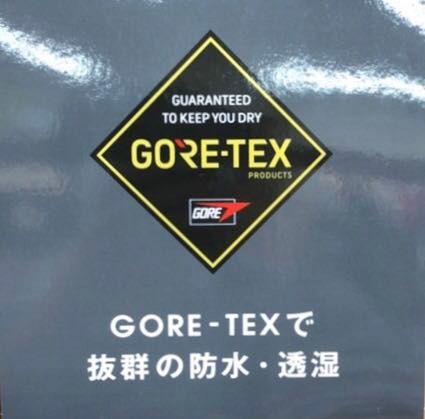 GUARANTEED
TO KEEP YOU DRY
GORE-TEX
PRODUCTS
GORE
GORE-TEXで
抜群の防水・透湿